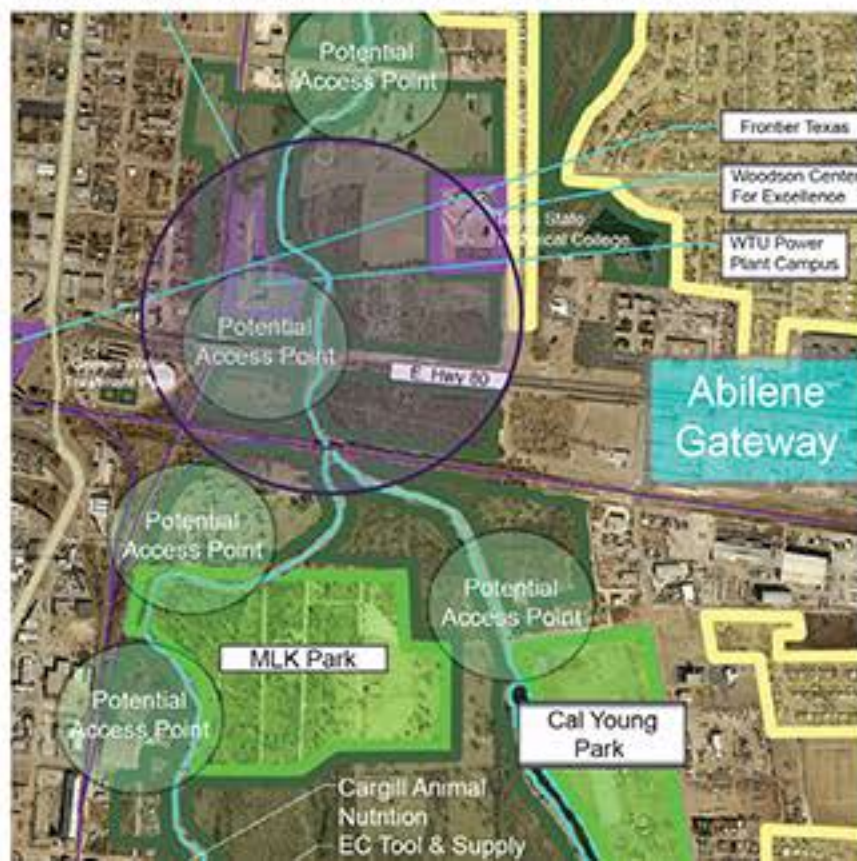 Potential
Access Point
Frontier Texas
Woodson Center
For Excellence
State
College
WTU Power
Plant Campus
Potential
Access Point
E. Hwy 80
Abilene
Gateway
Potential
Access Point
Potential
Access Point
MLK Park
Potential
Access Point
Cal Young
Park
Cargill Animal
Nutrition
EC Tool & Supply